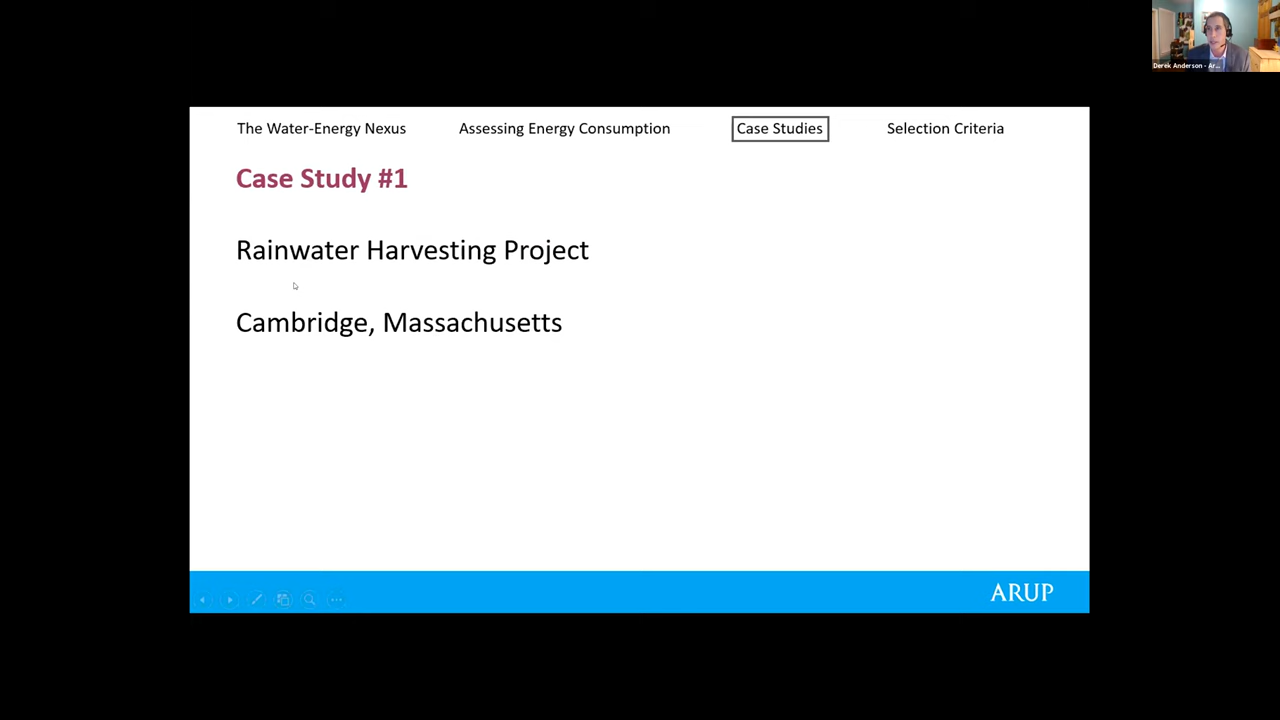 Derek Anderson - Ar...
The Water-Energy Nexus
Assessing Energy Consumption
Case Studies
Selection Criteria
Case Study #1
Rainwater Harvesting Project
Cambridge, Massachusetts
ARUP